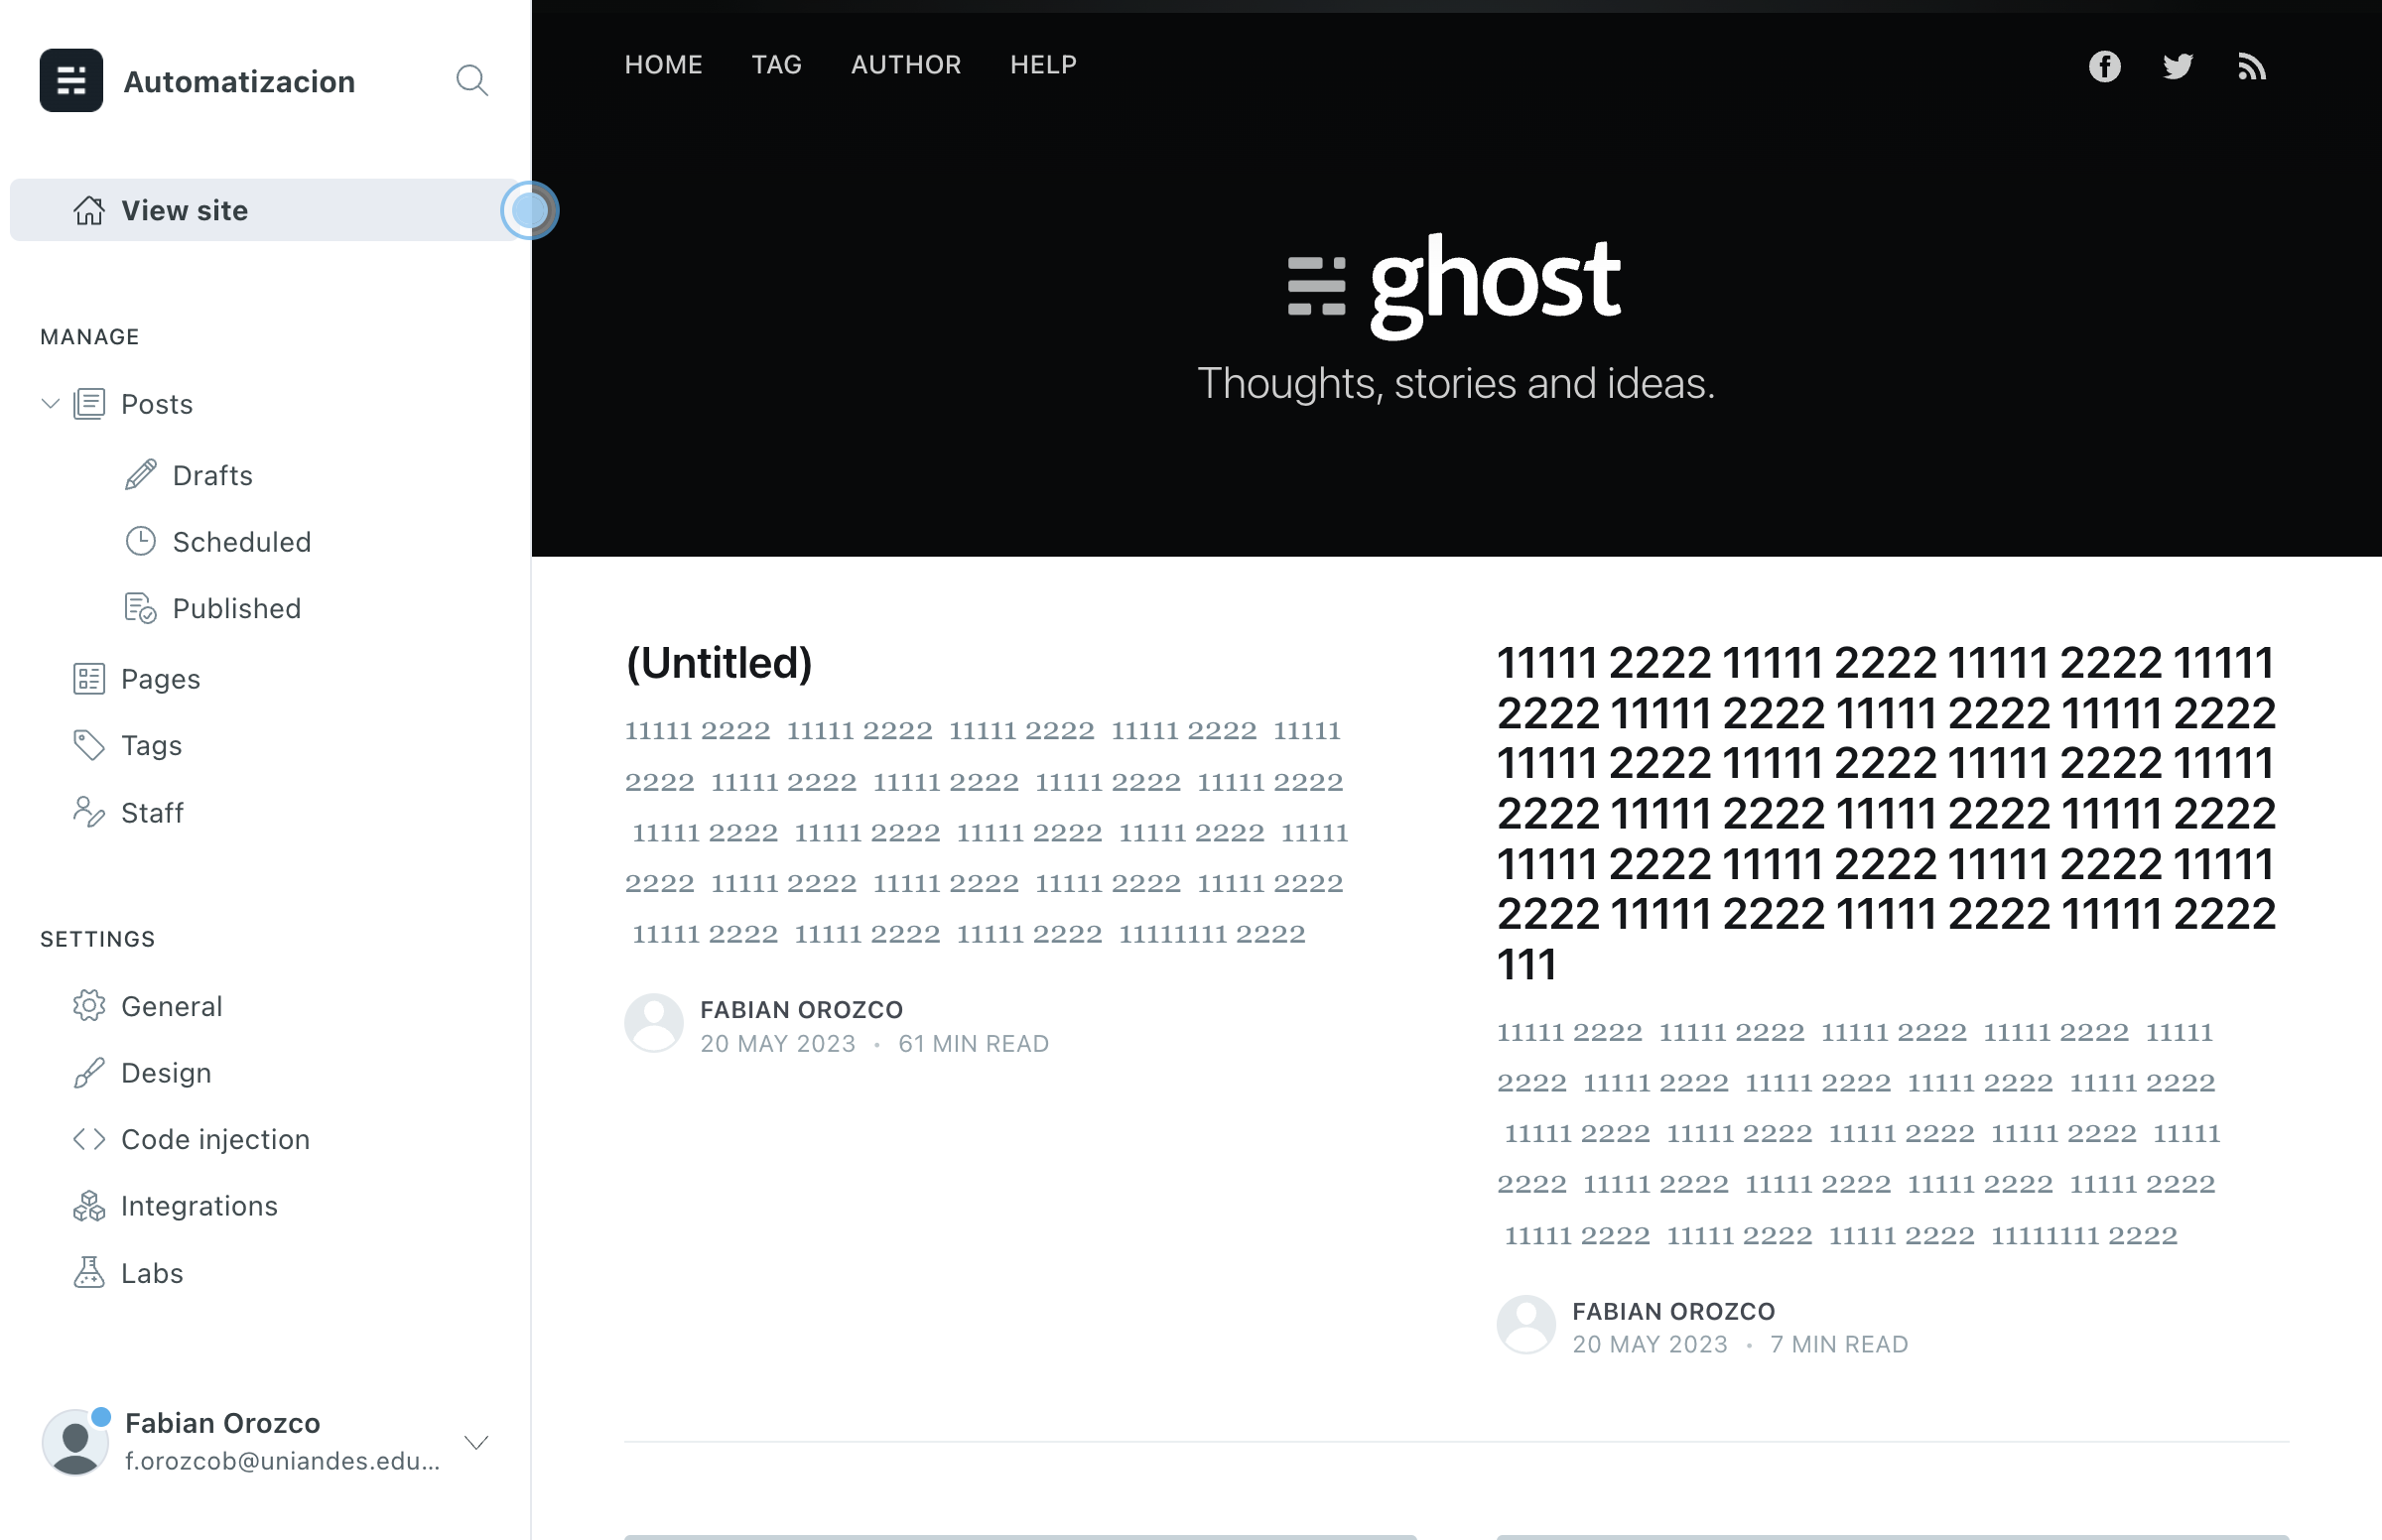 Automatizacion
View site
MANAGE
Posts
Drafts
Scheduled
Published
Pages
Tags
Staff
SETTINGS
General
Design
Code injection
Integrations
Labs
Fabian Orozco
f.orozcob@uniandes.edu...
HOME TAG AUTHOR HELP
ghost
Thoughts, stories and ideas.
(Untitled)
11111 2222 11111 2222 11111 2222 11111 2222 11111
2222 11111 2222 11111 2222 11111 2222 11111 2222
11111 2222 11111 2222 11111 2222 11111 2222 11111
2222 11111 2222 11111 2222 11111 2222 11111 2222
11111 2222 11111 2222 11111 2222 11111111 2222
FABIAN OROZCO
20 MAY 2023 • 61 MIN READ
11111 2222 11111 2222 11111 2222 11111
2222 11111 2222 11111 2222 11111 2222
11111 2222 11111 2222 11111 2222 11111
2222 11111 2222 11111 2222 11111 2222
11111 2222 11111 2222 11111 2222 11111
2222 11111 2222 11111 2222 11111 2222
111
11111 2222 11111 2222 11111 2222 11111 2222 11111
2222 11111 2222 11111 2222 11111 2222 11111 2222
11111 2222 11111 2222 11111 2222 11111 2222 11111
2222 11111 2222 11111 2222 11111 2222 11111 2222
11111 2222 11111 2222 11111 2222 11111111 2222
FABIAN OROZCO
20 MAY 2023 • 7 MIN READ